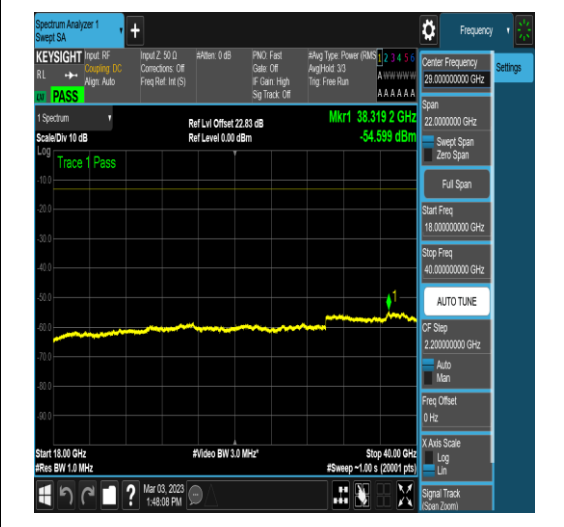 Spectrum Analyzer 1
Swept SA
+
Frequency
KEYSIGHT
RL
PASS
Input: RF
Coupling: DC
Align: Auto
Input Z: 50 Ω
Corrections: Off
Freq Ref: Int (S)
#Atten: 0 dB
PNO: Fast
Gate: Off
IF Gain: High
Sig Track: Off
#Avg Type: Power (RMS)
Avg|Hold: 3/3
Trig: Free Run
1 2 3 4 5 6
A W W W W W
A A A A A A
1 Spectrum
Scale/Div 10 dB
Log
Ref Lvl Offset 22.83 dB
Ref Level 0.00 dBm
Mkr1 38.319 2 GHz
-54.599 dBm
Trace 1 Pass
-10.0
-20.0
-30.0
-40.0
-50.0
-60.0
-70.0
-80.0
-90.0
1
Start 18.00 GHz
#Res BW 1.0 MHz
#Video BW 3.0 MHz*
Stop 40.00 GHz
#Sweep ~1.00 s (20001 pts)
?
Mar 03, 2023
1:48:08 PM
Center Frequency
29.000000000 GHz
Span
22.0000000 GHz
Swept Span
Zero Span
Full Span
Start Freq
18.000000000 GHz
Stop Freq
40.000000000 GHz
AUTO TUNE
CF Step
2.200000000 GHz
Auto
Man
Freq Offset
0 Hz
X Axis Scale
Log
Lin
Signal Track
(Span Zoom)
Settings